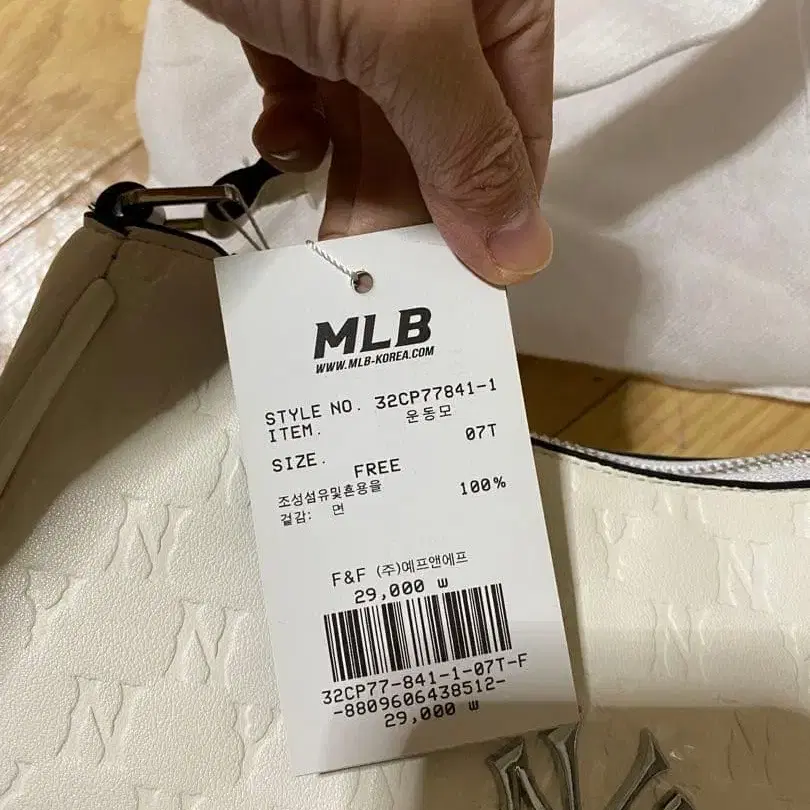 MLB
WWW.MLB-KOREA.COM
STYLE NO. 32CP77841-1
ITEM. 운동모
07T
SIZE. FREE
조성섬유및혼용율
겉감: 면 100%
F&F (주)에프앤에프
29,000 ₩
32CP77-841-1-07T-F
-8809606438512-
29,000 ₩
NY